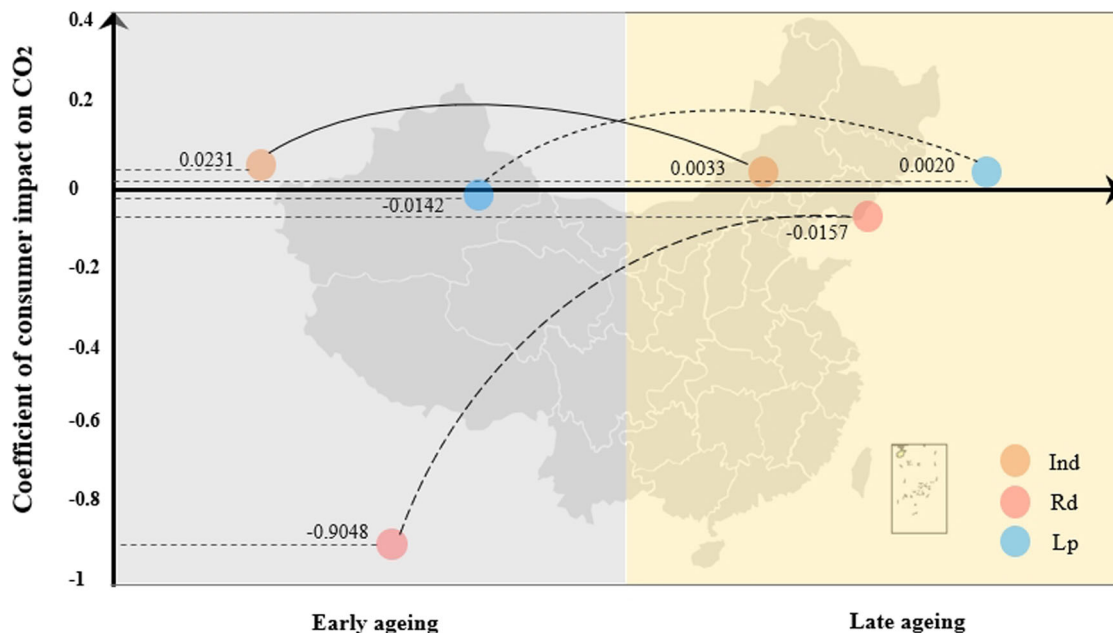 Coefficient of consumer impact on CO2
0.4
0.2
0
-0.2
-0.4
-0.6
-0.8
-1
0.0231
-0.0142
-0.9048
0.0033
0.0020
-0.0157
Ind
Rd
Lp
Early ageing
Late ageing